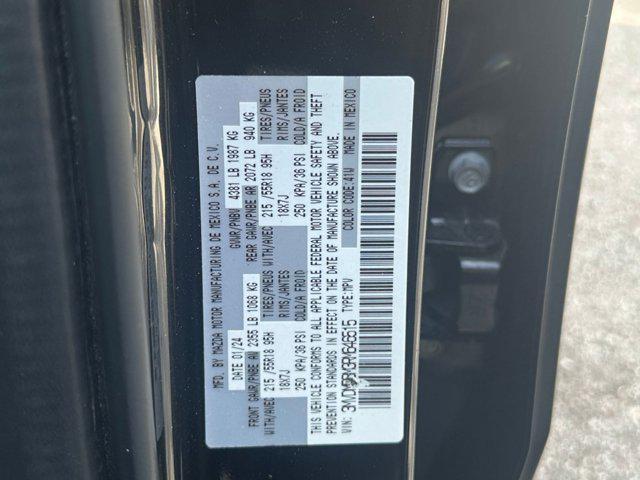 MFD. BY MAZDA MOTOR MANUFACTURING DE MEXICO S.A. DE C.V.
DATE 01/24 GVWR/PNBV 4381 LB 1987 KG
FRONT GAWR/PNBE AV 2355 LB 1068 KG REAR GAWR/PNBE AR 2072 LB 940 KG
WITH/AVEC 215 /55R18 95H TIRES/PNEUS WITH/AVEC 215 /55R18 95H TIRES/PNEUS
18X7J RIMS/JANTES 18X7J RIMS/JANTES
250 KPA/36 PSI COLD/A FROID 250 KPA/36 PSI COLD/A FROID
THIS VEHICLE CONFORMS TO ALL APPLICABLE FEDERAL MOTOR VEHICLE SAFETY AND THEFT
PREVENTION STANDARDS IN EFFECT ON THE DATE OF MANUFACTURE SHOWN ABOVE.
VIN: TYPE:MPV COLOR CODE:41W MADE IN MEXICO